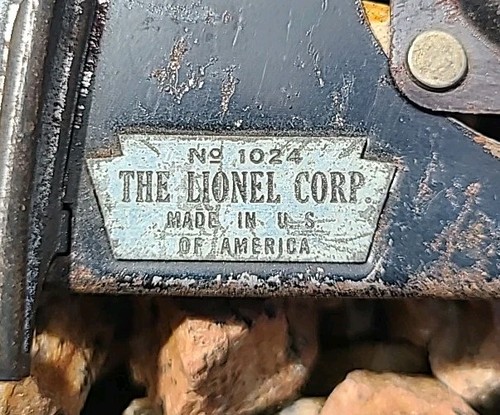 No 1024
THE LIONEL CORP.
MADE IN U.S.
OF AMERICA